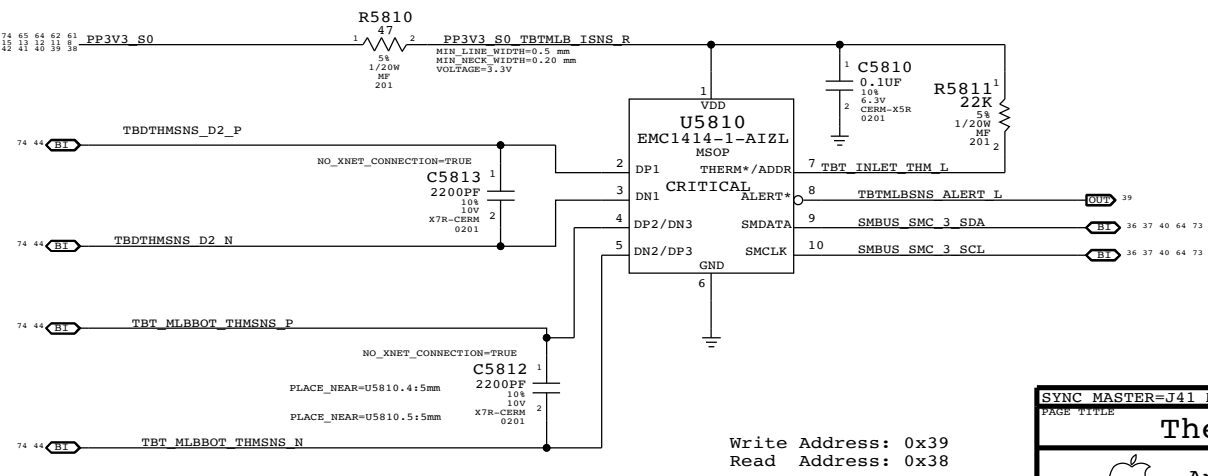 R5810
47
74 65 64 62 61
15 13 12 11 8
42 41 40 39 38
PP3V3_S0
1
2
PP3V3_S0_TBTMLB_ISNS_R
MIN_LINE_WIDTH=0.5 mm
MIN_NECK_WIDTH=0.20 mm
VOLTAGE=3.3V
5%
1/20W
MF
201
1
C5810
0.1UF
10%
6.3V
CERM-X5R
0201
2
R5811
1
22K
5%
1/20W
MF
201
2
1
VDD
U5810
EMC1414-1-AIZL
MSOP
CRITICAL
TBDTHMSNS_D2_P
74 44 BI
NO_XNET_CONNECTION=TRUE
C5813
1
2200PF
10%
10V
X7R-CERM
0201
2
TBDTHMSNS_D2_N
74 44 BI
2 DP1
3 DN1
4 DP2/DN3
5 DN2/DP3
THERM*/ADDR 7 TBT_INLET_THM_L
ALERT* 8 TBTMLBSNS_ALERT_L OUT 39
SMDATA 9 SMBUS_SMC_3_SDA BI 36 37 40 64 73
SMCLK 10 SMBUS_SMC_3_SCL BI 36 37 40 64 73
GND
6
74 44 BI TBT_MLBBOT_THMSNS_P
NO_XNET_CONNECTION=TRUE
C5812
1
2200PF
10%
10V
X7R-CERM
0201
2
PLACE_NEAR=U5810.4:5mm
PLACE_NEAR=U5810.5:5mm
74 44 BI TBT_MLBBOT_THMSNS_N
Write Address: 0x39
Read Address: 0x38
SYNC_MASTER=J41
PAGE TITLE
The